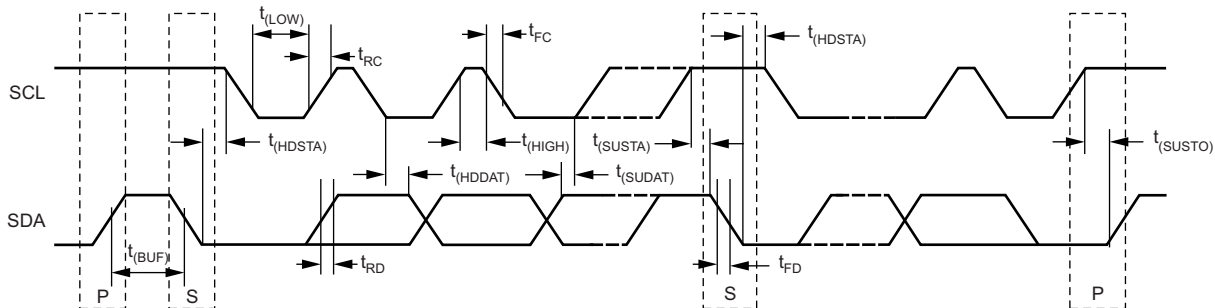 t(LOW)
tRC
tFC
t(HDSTA)
SCL
t(HDSTA)
t(HIGH)
t(SUSTA)
t(SUSTO)
t(HDDAT)
t(SUDAT)
SDA
t(BUF)
tRD
tFD
P
S
S
P